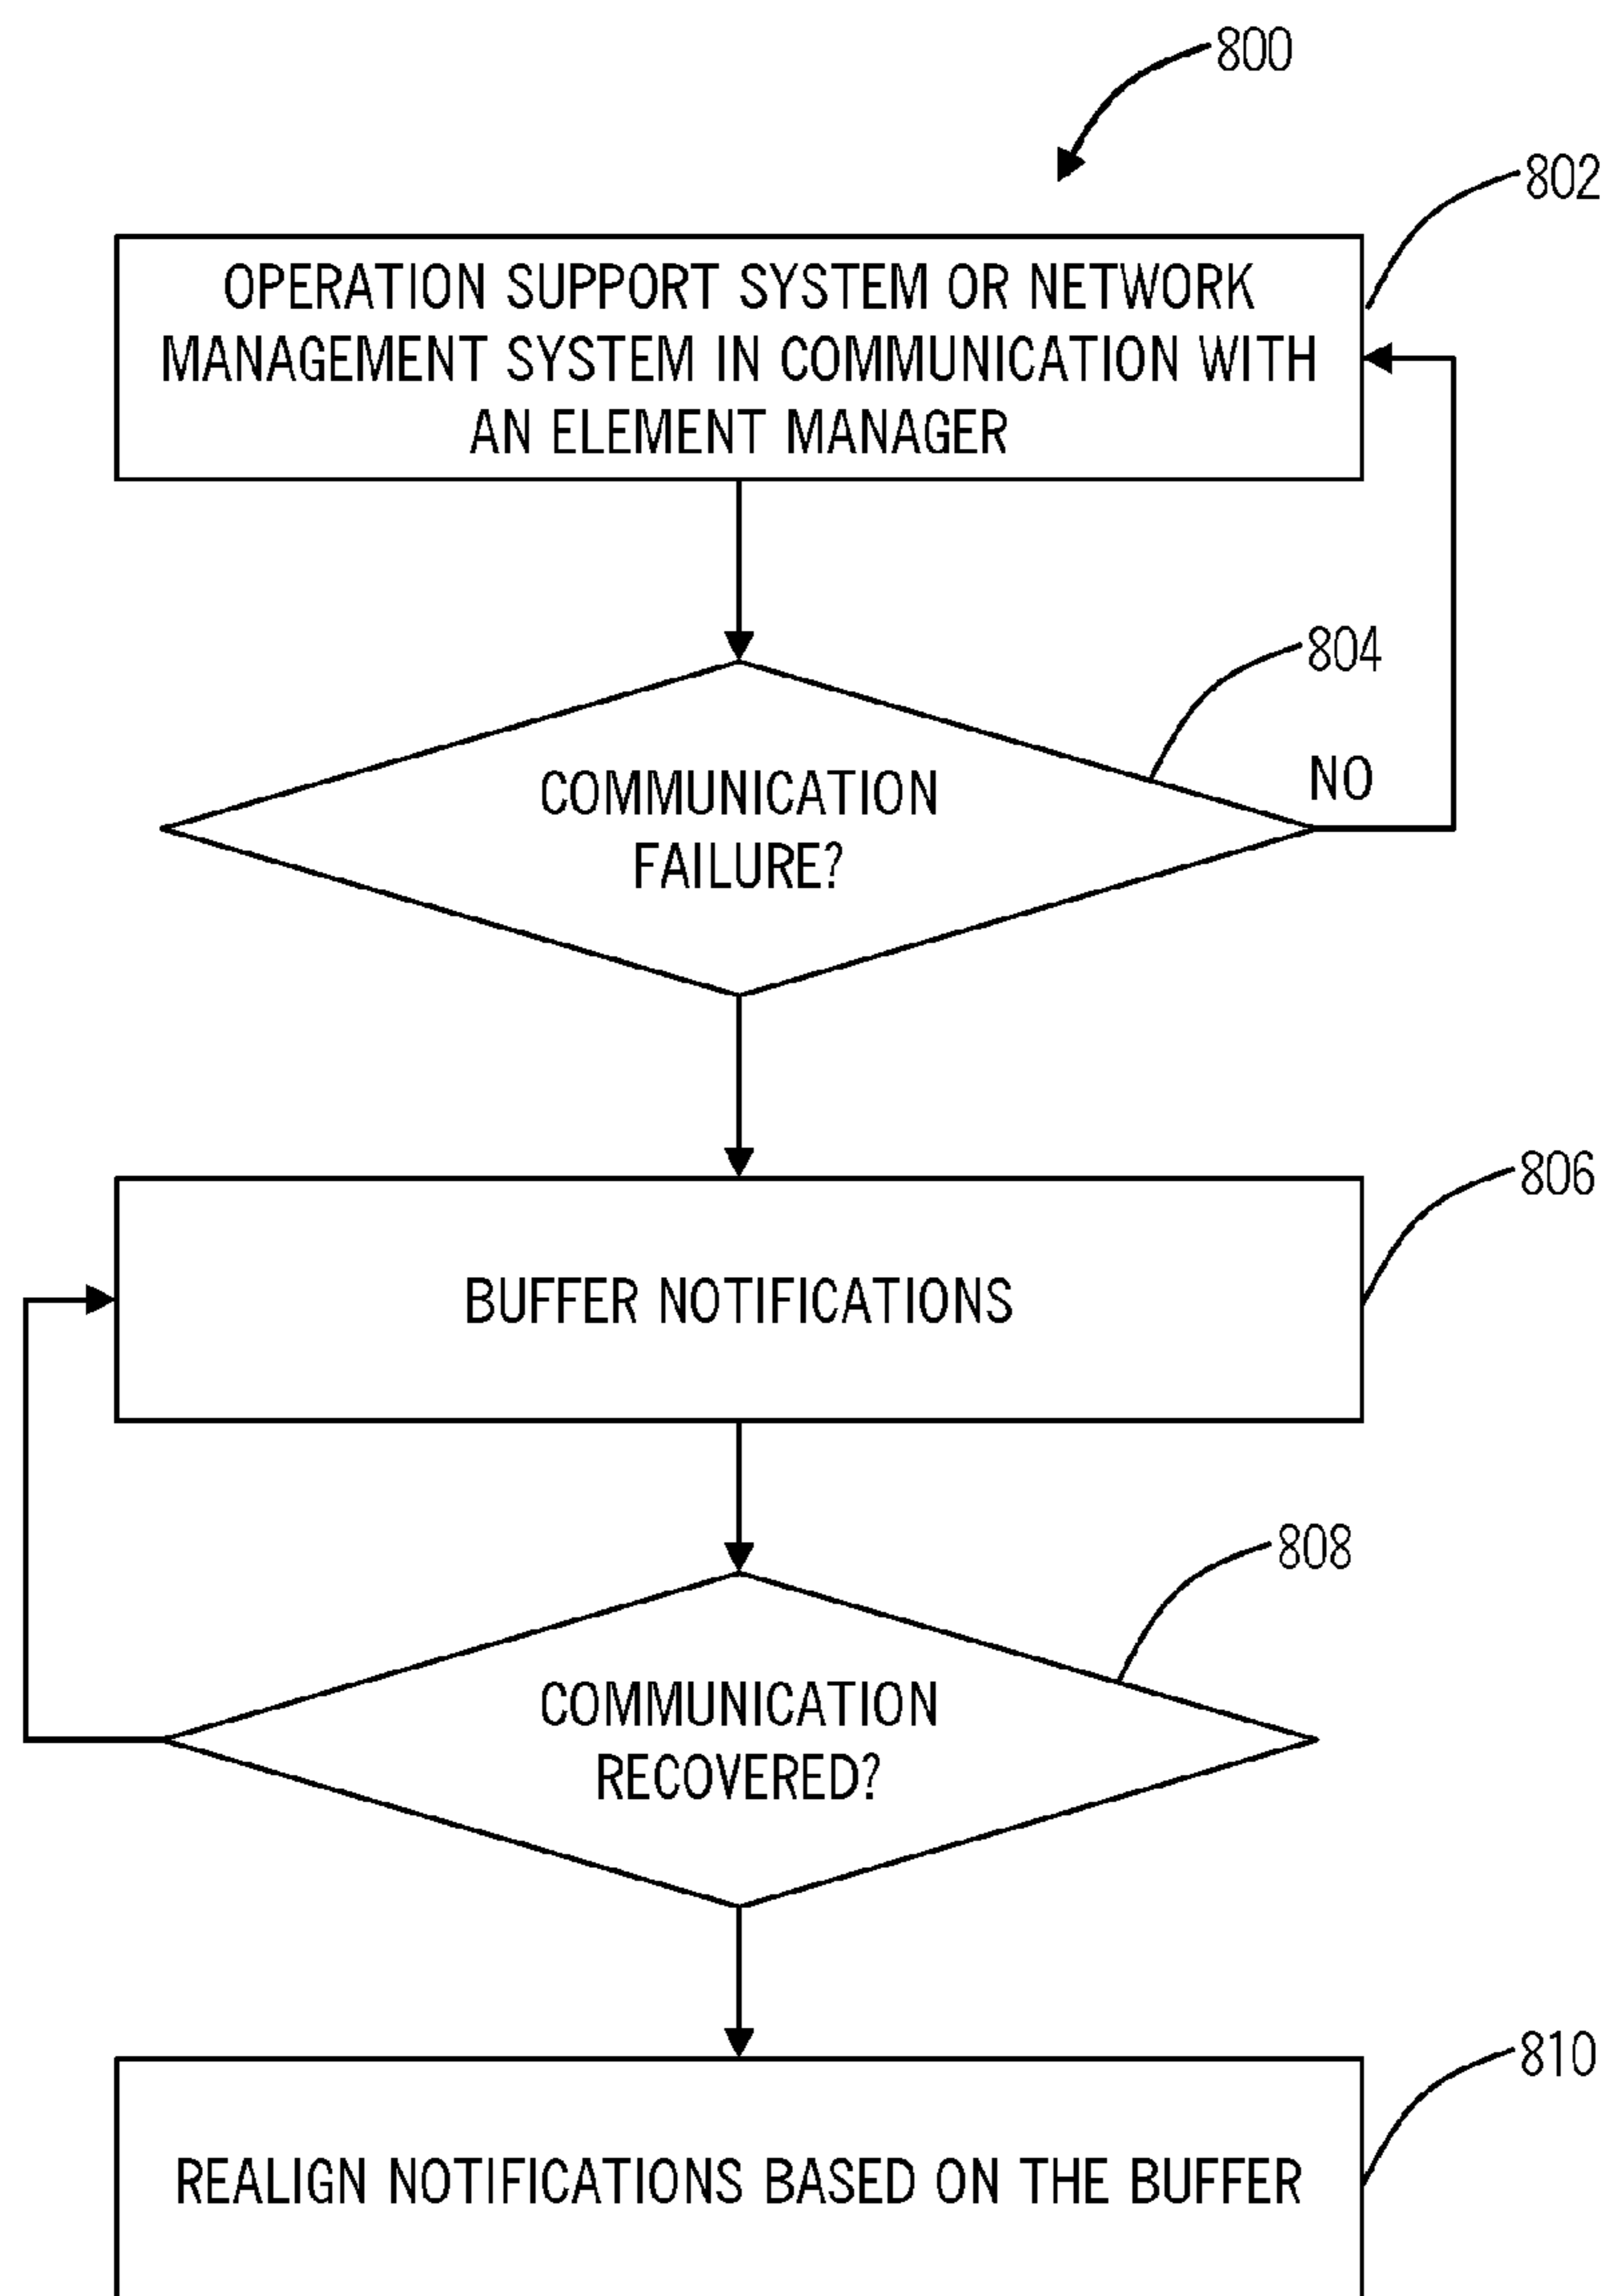 800
802
OPERATION SUPPORT SYSTEM OR NETWORK
MANAGEMENT SYSTEM IN COMMUNICATION WITH
AN ELEMENT MANAGER
804
COMMUNICATION
FAILURE?
NO
806
BUFFER NOTIFICATIONS
808
COMMUNICATION
RECOVERED?
810
REALIGN NOTIFICATIONS BASED ON THE BUFFER